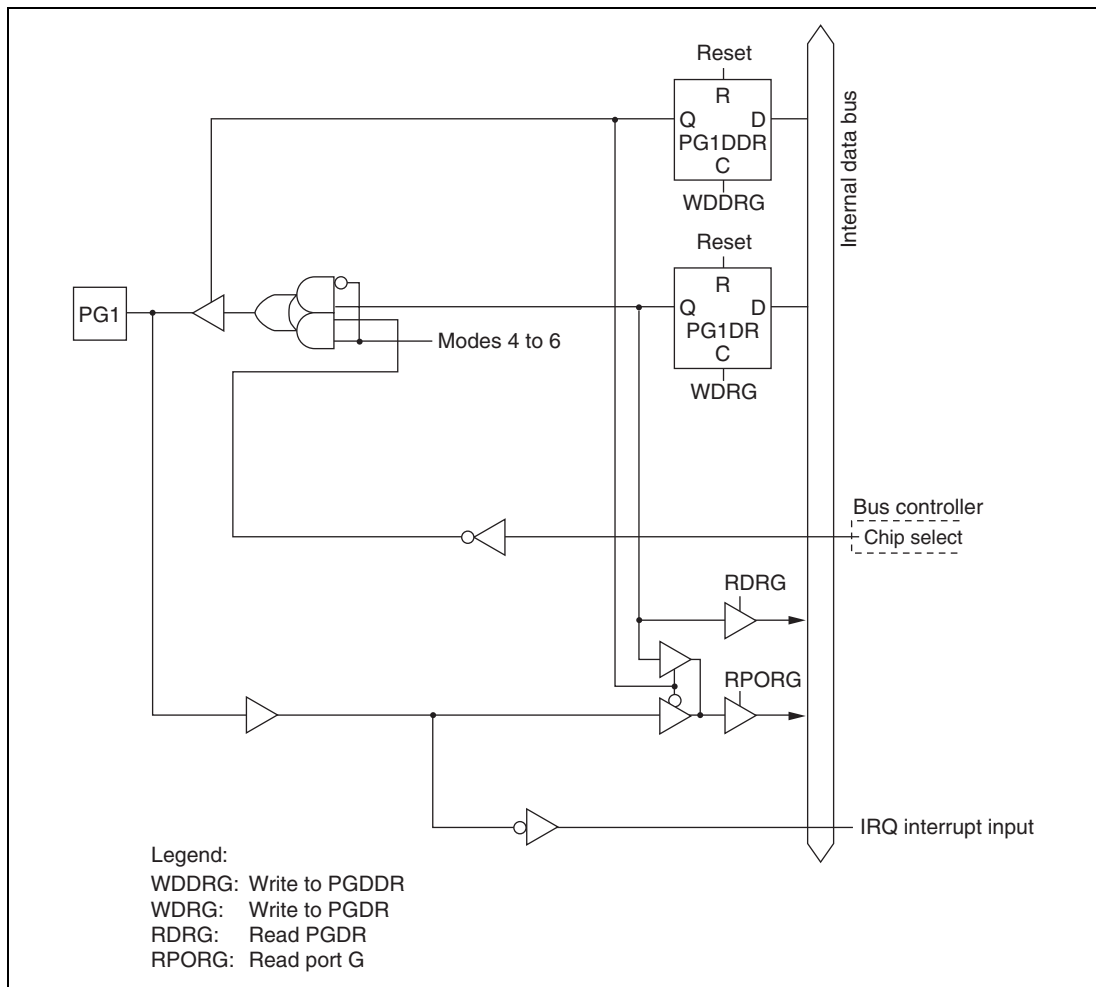 Reset
R
Q D
PG1DDR
C
WDDRG
Internal data bus
Reset
R
Q D
PG1DR
C
WDRG
PG1
Modes 4 to 6
Bus controller
Chip select
RDRG
RPORG
IRQ interrupt input
Legend:
WDDRG: Write to PGDDR
WDRG: Write to PGDR
RDRG: Read PGDR
RPORG: Read port G